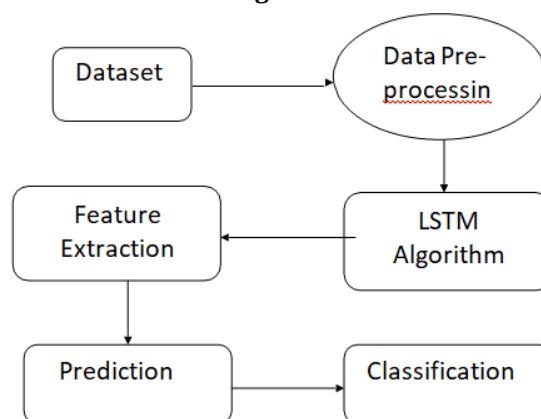 Dataset
Data Pre-
processin
LSTM
Algorithm
Feature
Extraction
Prediction
Classification